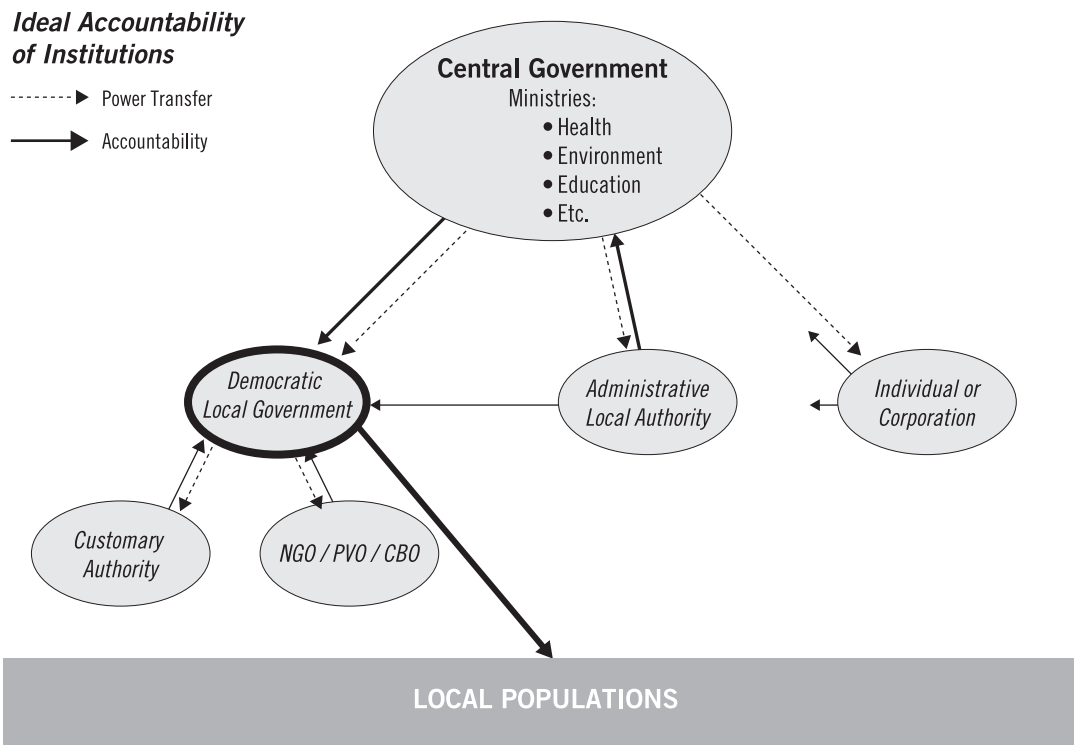 Ideal Accountability
of Institutions
Power Transfer
Accountability
Central Government
Ministries:
• Health
• Environment
• Education
• Etc.
Democratic
Local Government
Administrative
Local Authority
Individual or
Corporation
Customary
Authority
NGO / PVO / CBO
LOCAL POPULATIONS